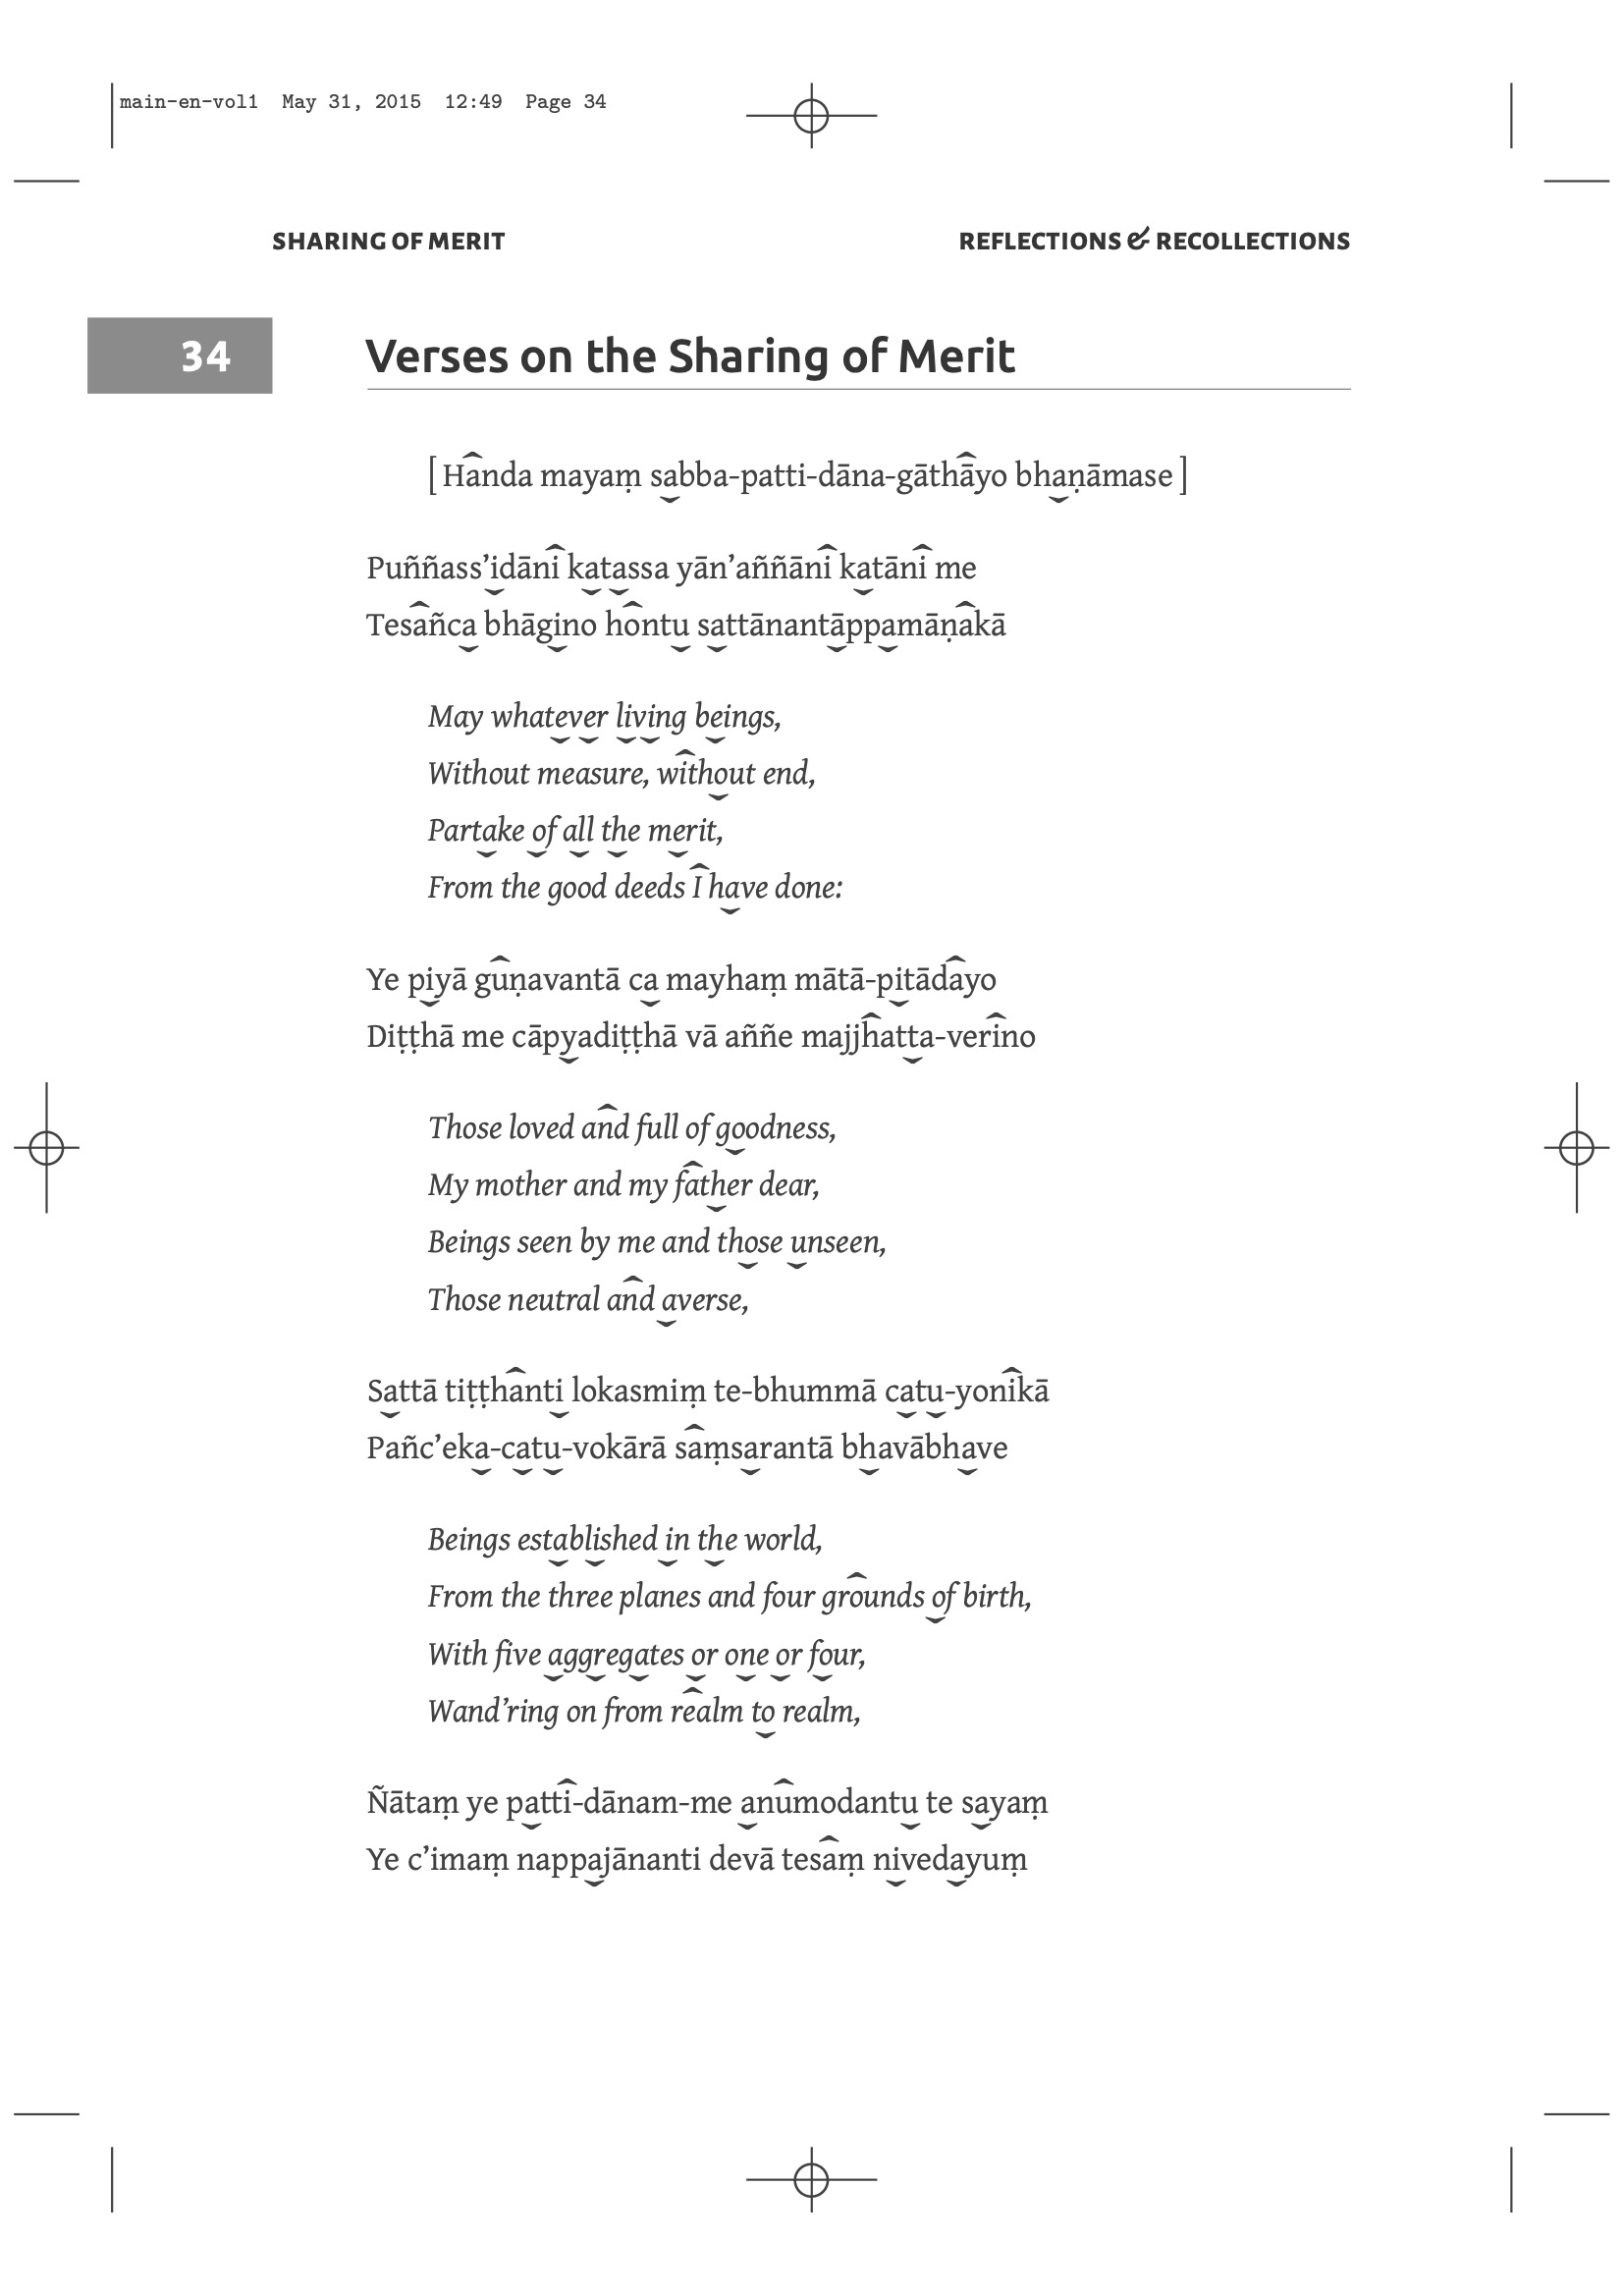 main-en-vol1 May 31, 2015 12:49 Page 34
SHARING OF MERIT REFLECTIONS & RECOLLECTIONS
34 Verses on the Sharing of Merit
[ Handa mayaṃ sabba-patti-dāna-gāthāyo bhaṇāmase ]
Puññass’idāni katassa yān’aññāni katāni me
Tesañca bhāgino hontu sattānantāppamāṇakā
May whatever living beings,
Without measure, without end,
Partake of all the merit,
From the good deeds I have done:
Ye piyā guṇavantā ca mayhaṃ mātā-pitādayo
Diṭṭhā me cāpyadiṭṭhā vā aññe majjhatta-verino
Those loved and full of goodness,
My mother and my father dear,
Beings seen by me and those unseen,
Those neutral and averse,
Sattā tiṭṭhanti lokasmiṃ te-bhummā catu-yonikā
Pañc’eka-catu-vokārā saṃsarantā bhavābhave
Beings established in the world,
From the three planes and four grounds of birth,
With five aggregates or one or four,
Wand’ring on from realm to realm,
Ñātaṃ ye patti-dānam-me anumodantu te sayaṃ
Ye c’imaṃ nappajānanti devā tesaṃ nivedayuṃ